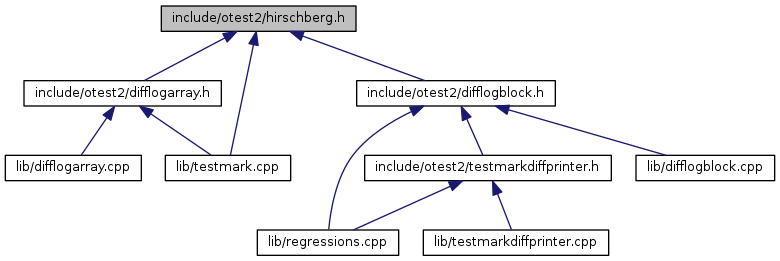 include/otest2/hirschberg.h
include/otest2/difflogarray.h
include/otest2/difflogblock.h
lib/difflogarray.cpp
lib/testmark.cpp
include/otest2/testmarkdiffprinter.h
lib/difflogblock.cpp
lib/regressions.cpp
lib/testmarkdiffprinter.cpp